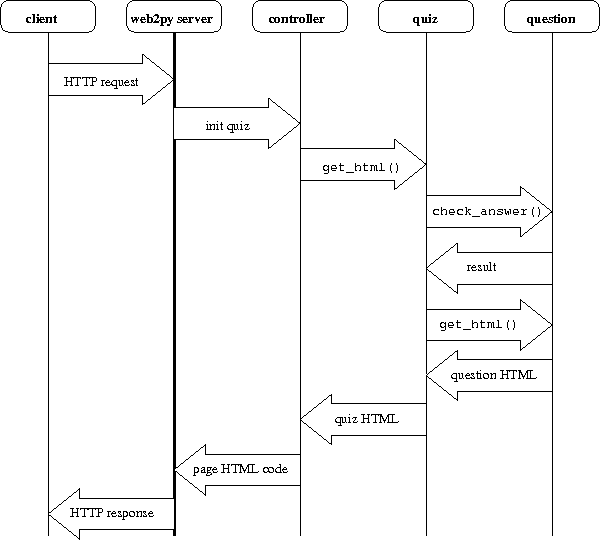 client
web2py server
controller
quiz
question
HTTP request
init quiz
get_html()
check_answer()
result
get_html()
question HTML
quiz HTML
page HTML code
HTTP response